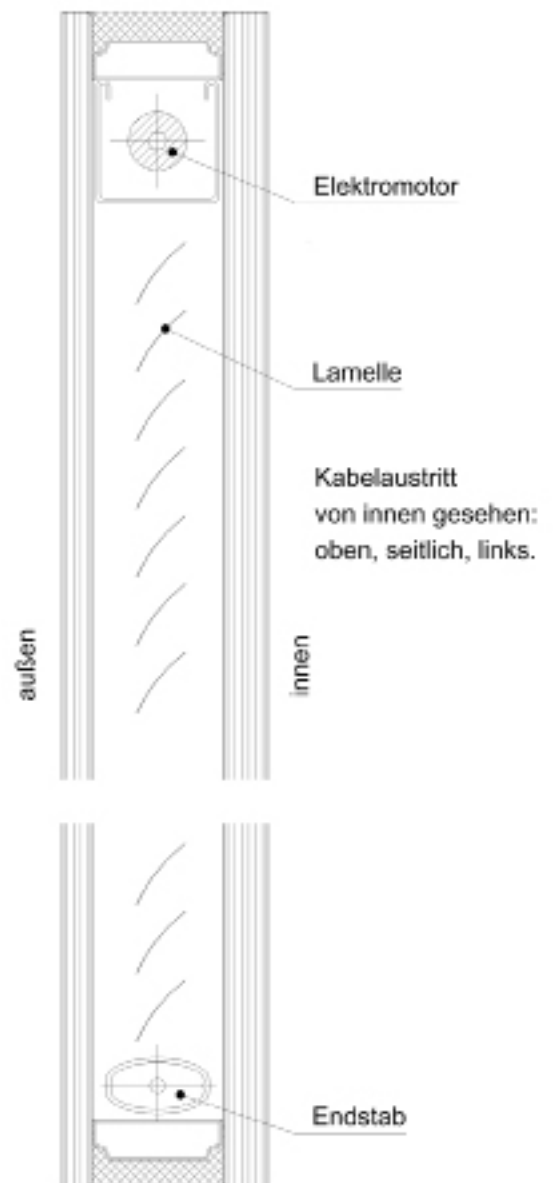 Elektromotor
Lamelle
Kabelaustritt
von innen gesehen:
oben, seitlich, links.
außen
innen
Endstab